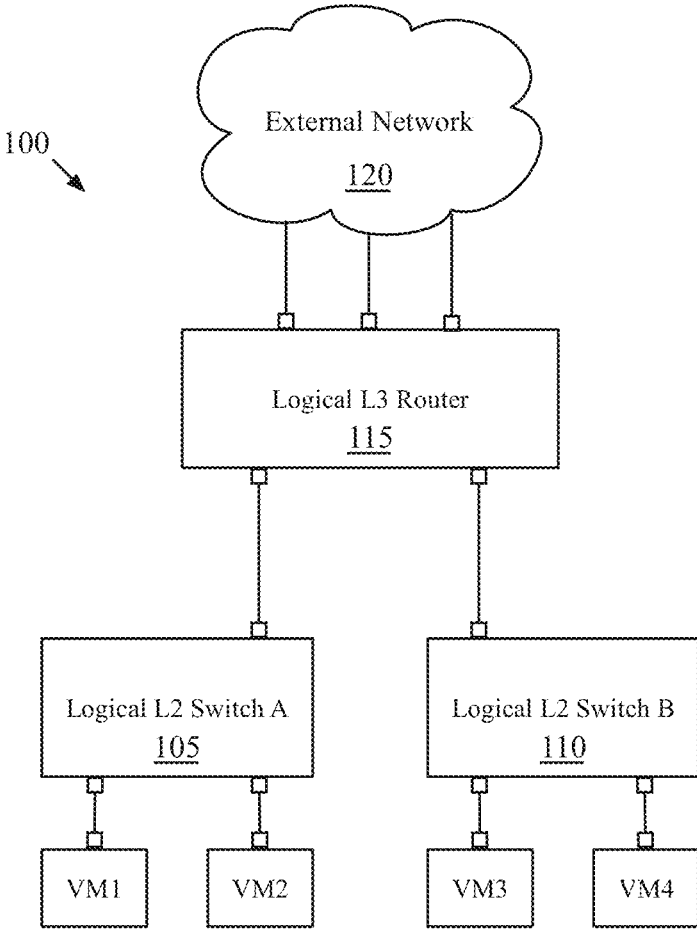 External Network
120
100
Logical L3 Router
115
Logical L2 Switch A
105
Logical L2 Switch B
110
VM1
VM2
VM3
VM4